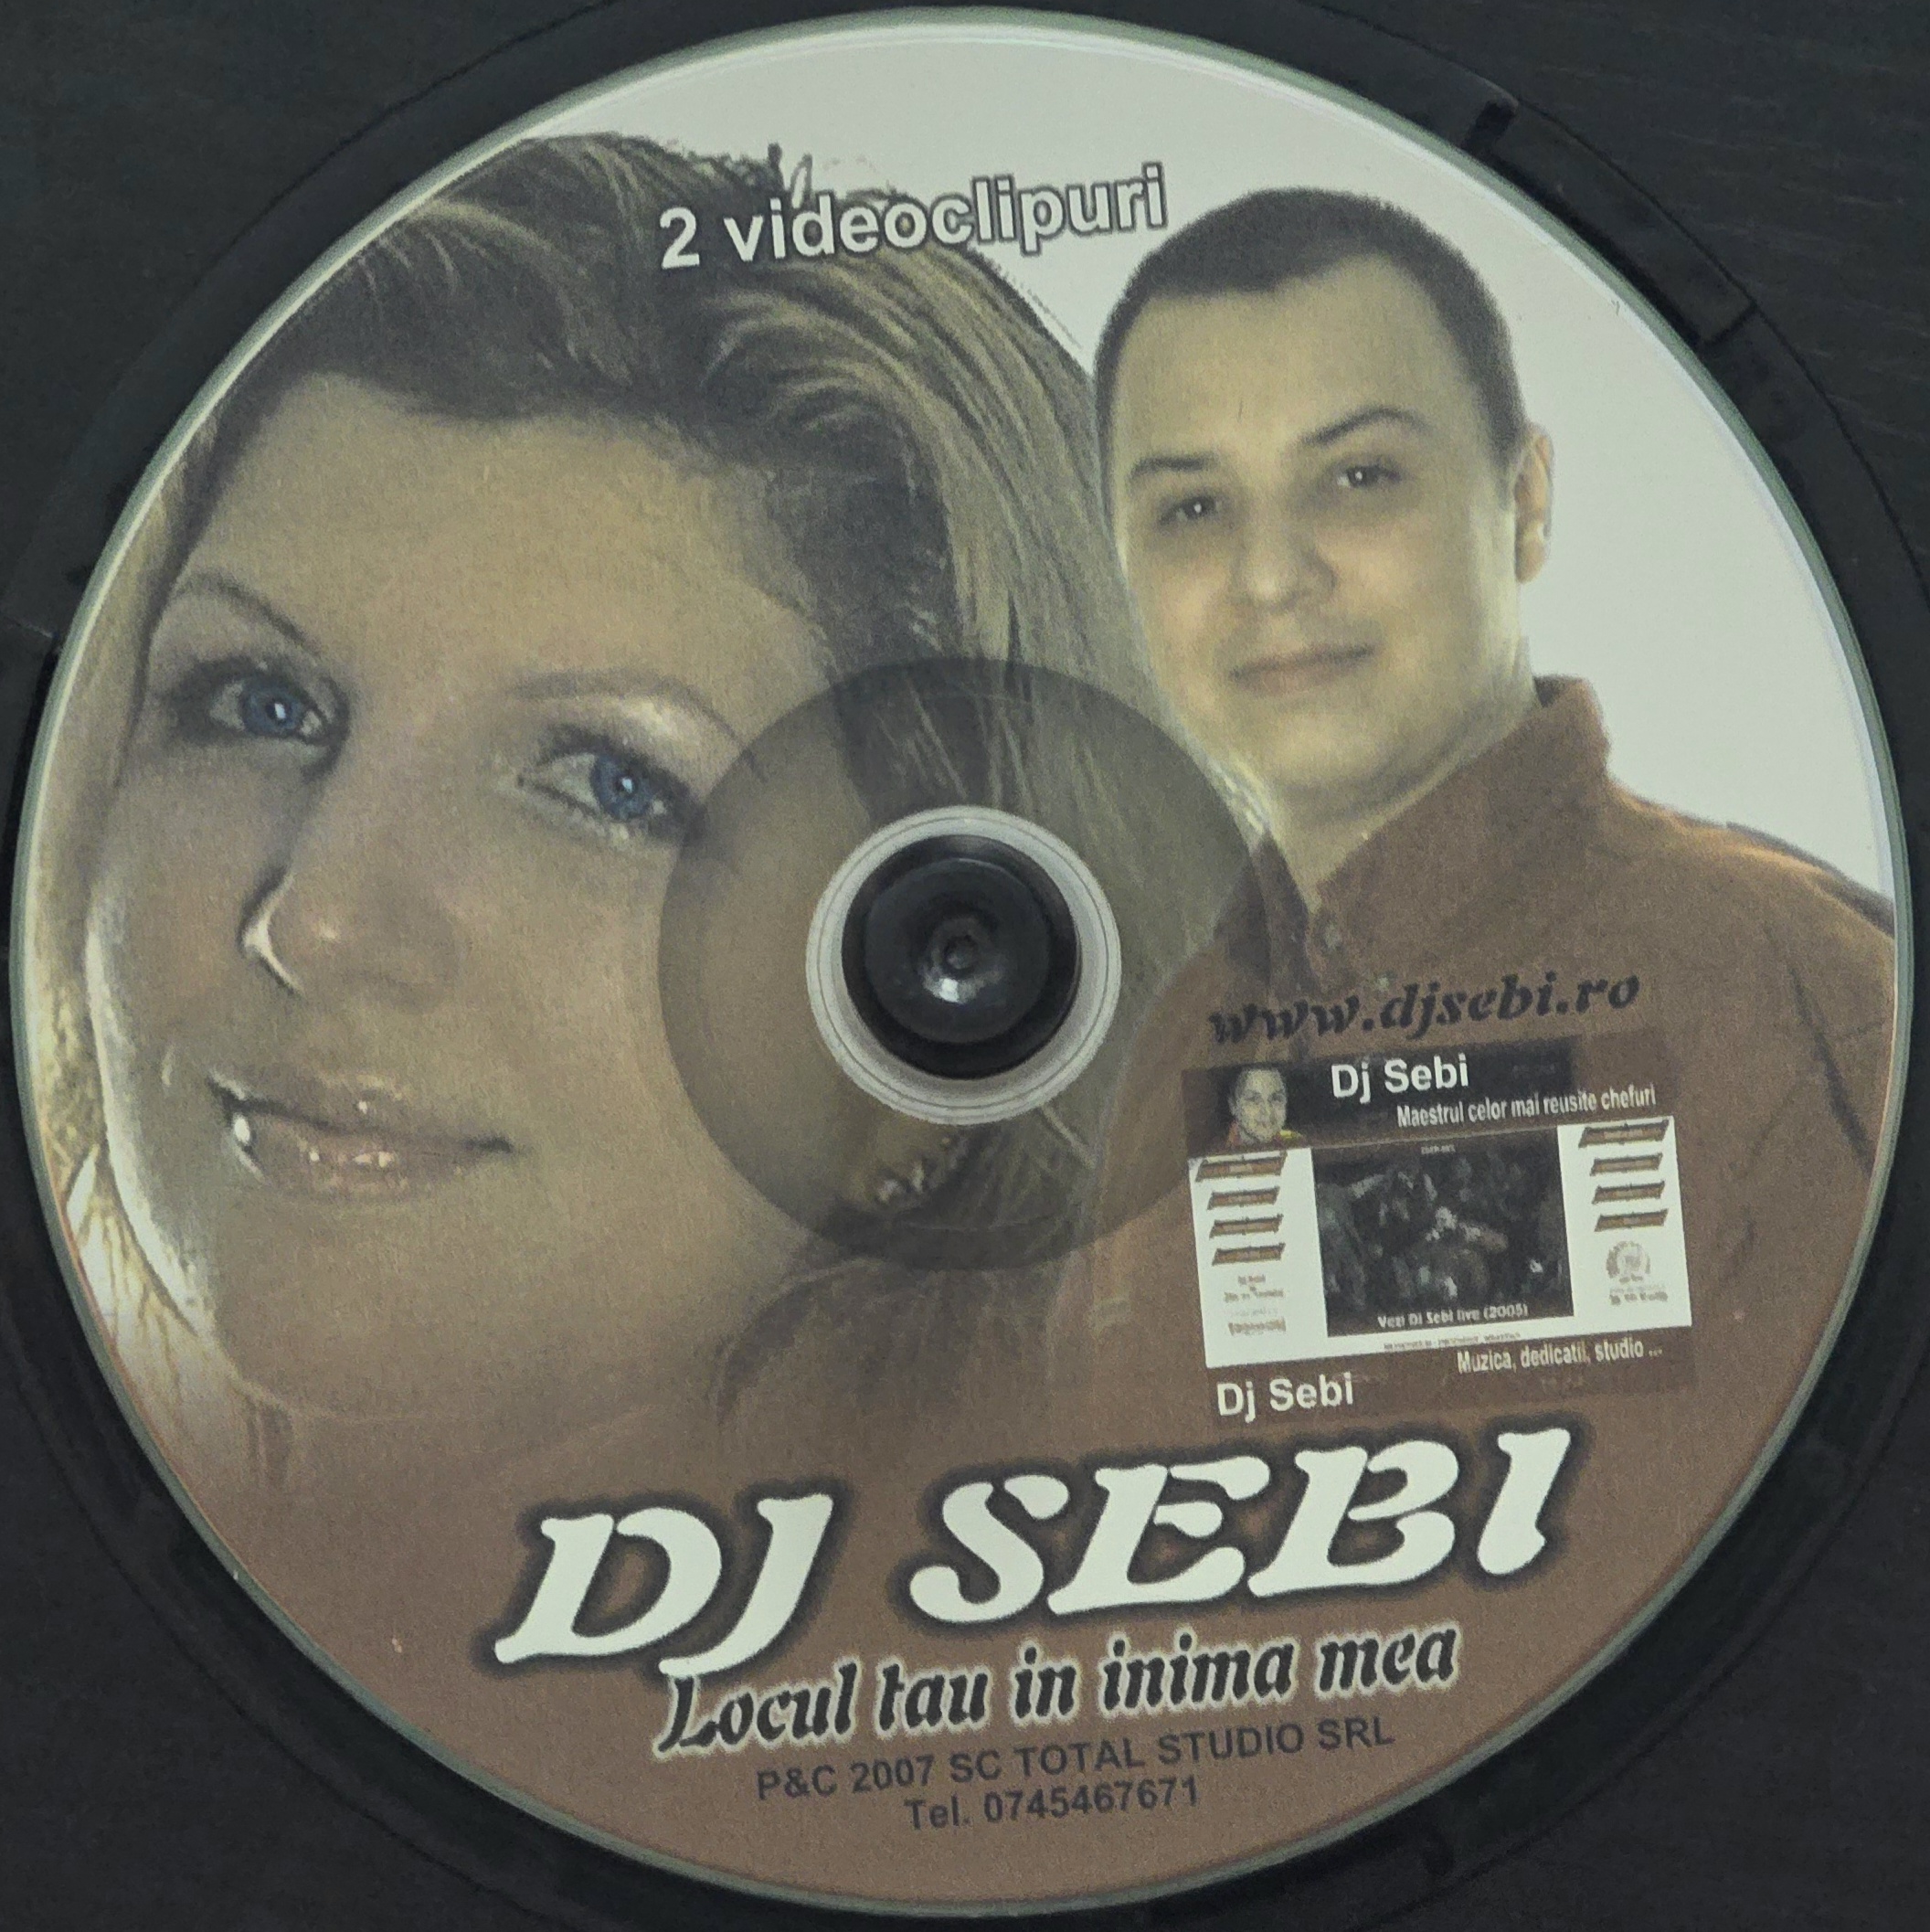 2 videoclipuri
www.djsebi.ro
Dj Sebi
Maestrul celor mai reusite chefuri
Vezi DJ Sebi live (2005)
Muzica, dedicatii, studio ...
Dj Sebi
DJ SEBI
Locul tau in inima mea
P&C 2007 SC TOTAL STUDIO SRL
Tel. 0745467671